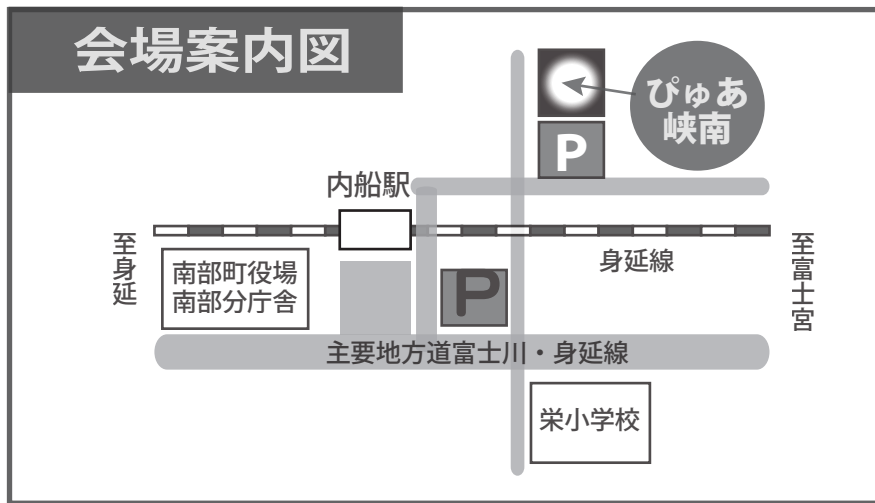 会場案内図
ぴゅあ
峡南
P
内船駅
至身延
身延線
至富士宮
南部町役場
南部分庁舎
P
主要地方道富士川・身延線
栄小学校